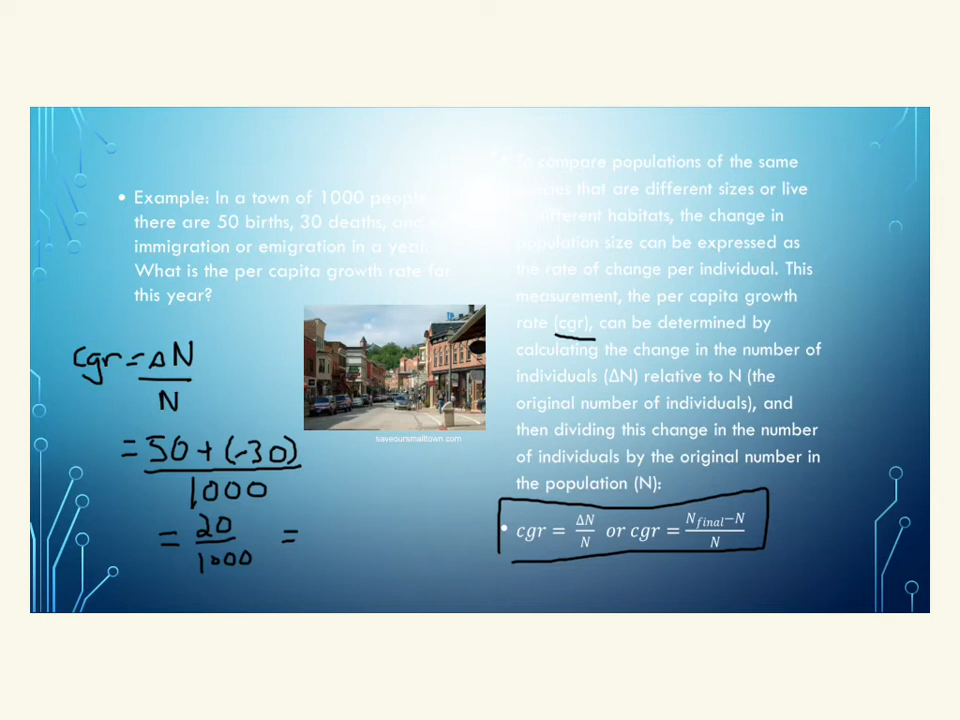 • Example: In a town of 1000 people
there are 50 births, 30 deaths, and
immigration or emigration in a year.
What is the per capita growth rate for
this year?
cgr = ΔN
N
= 50 + (-30)
1000
= 20
1000
=
saveoursmalltown.com
compare populations of the same
that are different sizes or live
different habitats, the change in
population size can be expressed as
the rate of change per individual. This
measurement, the per capita growth
rate (cgr), can be determined by
calculating the change in the number of
individuals (ΔN) relative to N (the
original number of individuals), and
then dividing this change in the number
of individuals by the original number in
the population (N):
• cgr = ΔN/N or cgr = N_final−N/N